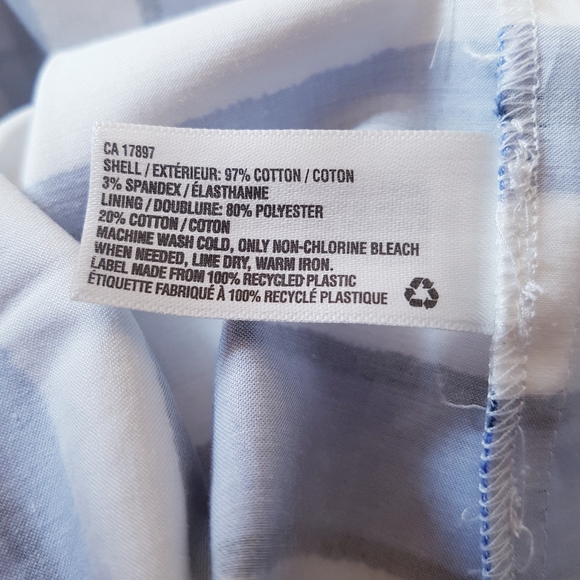 CA 17897
SHELL / EXTÉRIEUR: 97% COTTON / COTON
3% SPANDEX / ÉLASTHANNE
LINING / DOUBLURE: 80% POLYESTER
20% COTTON / COTON
MACHINE WASH COLD, ONLY NON-CHLORINE BLEACH
WHEN NEEDED, LIME DRY, WARM IRON.
LABEL MADE FROM 100% RECYCLED PLASTIC
ÉTIQUETTE FABRIQUÉ À 100% RECYCLÉ PLASTIQUE